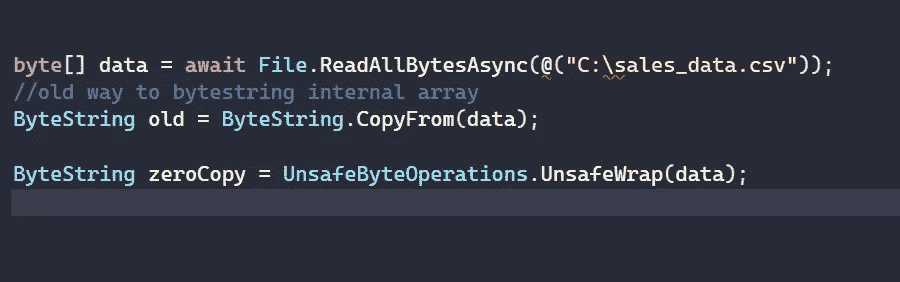 byte[] data = await File.ReadAllBytesAsync(@("C:\sales_data.csv"));
//old way to bytestring internal array
ByteString old = ByteString.CopyFrom(data);
ByteString zeroCopy = UnsafeByteOperations.UnsafeWrap(data);